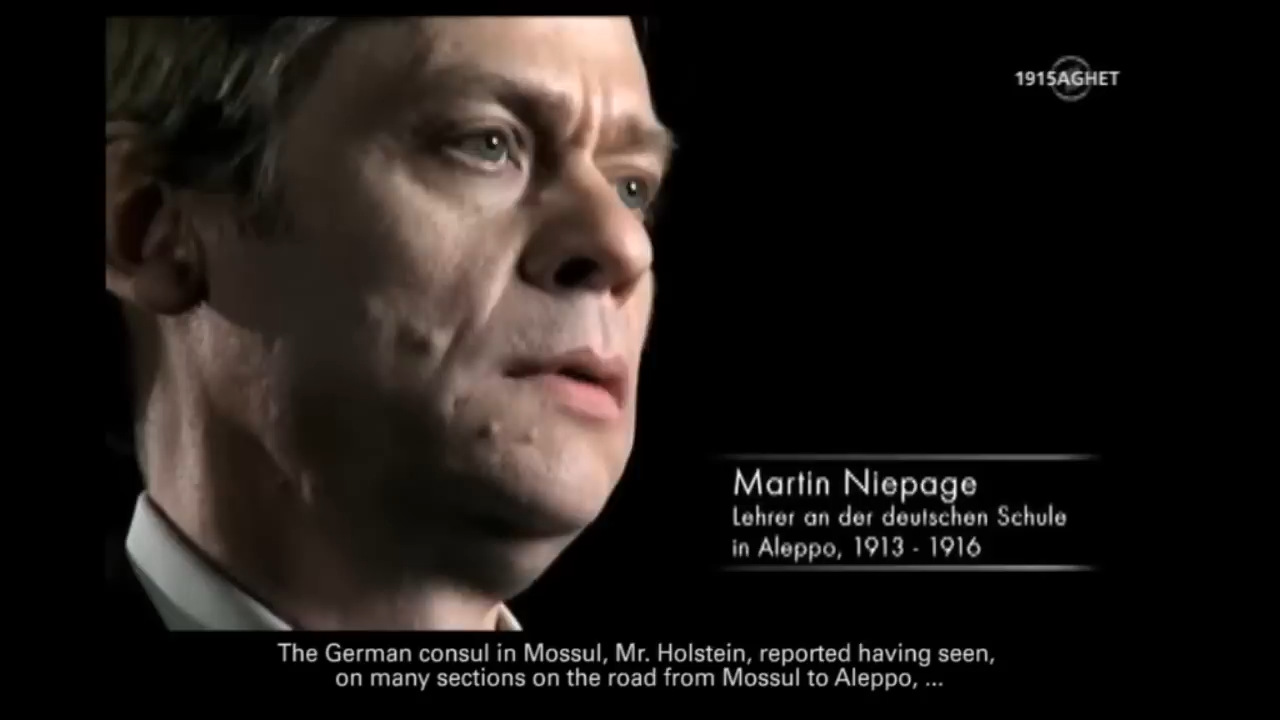 1915AGHET
Martin Niepage
Lehrer an der deutschen Schule
in Aleppo, 1913 - 1916
The German consul in Mossul, Mr. Holstein, reported having seen,
on many sections on the road from Mossul to Aleppo, ...